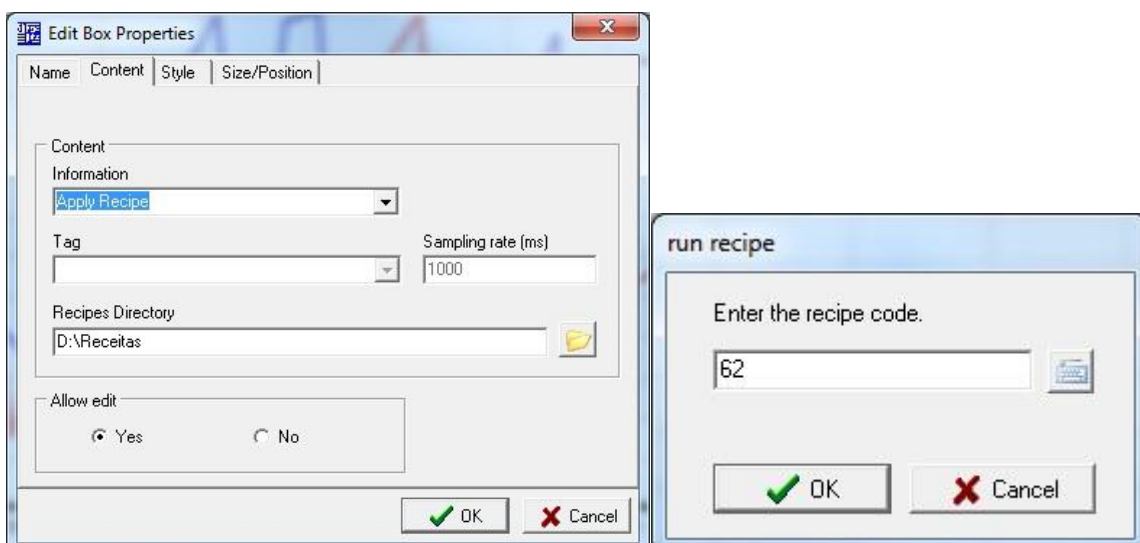 Edit Box Properties
Name Content Style Size/Position
Content
Information
Apply Recipe
Tag Sampling rate (ms)
1000
Recipes Directory
D:\Receitas
Allow edit
Yes No
OK Cancel
run recipe
Enter the recipe code.
62
OK Cancel